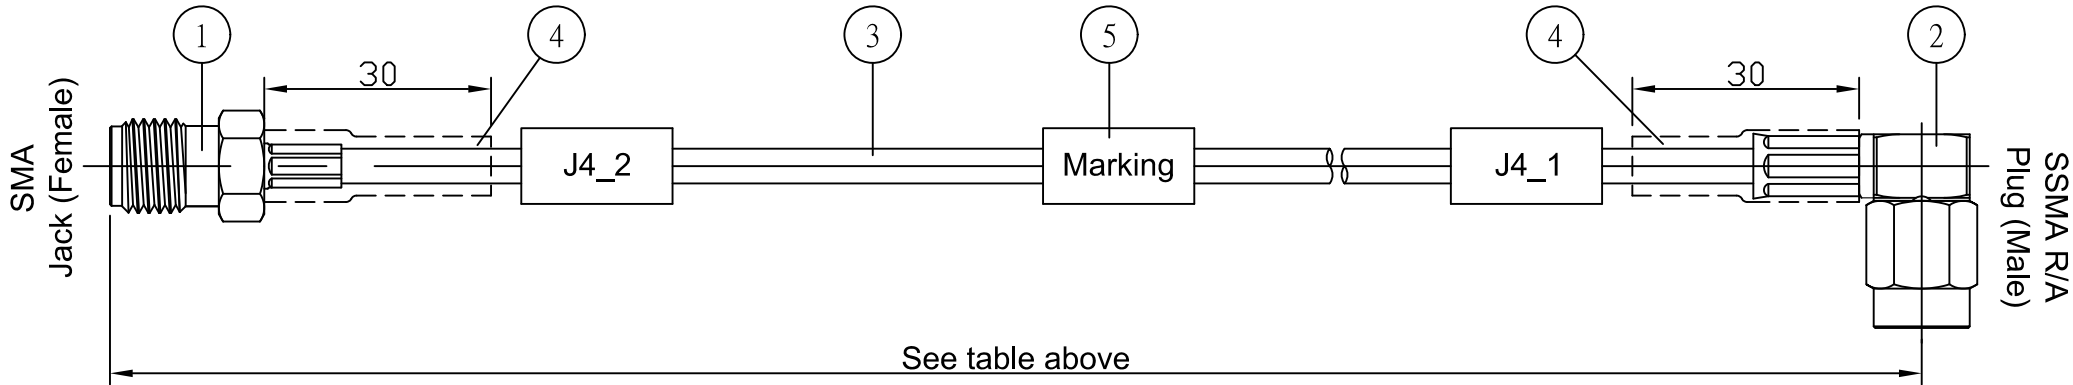 1
4
3
5
4
2
30
30
SMA
Jack (Female)
J4_2
Marking
J4_1
SSMA R/A
Plug (Male)
See table above